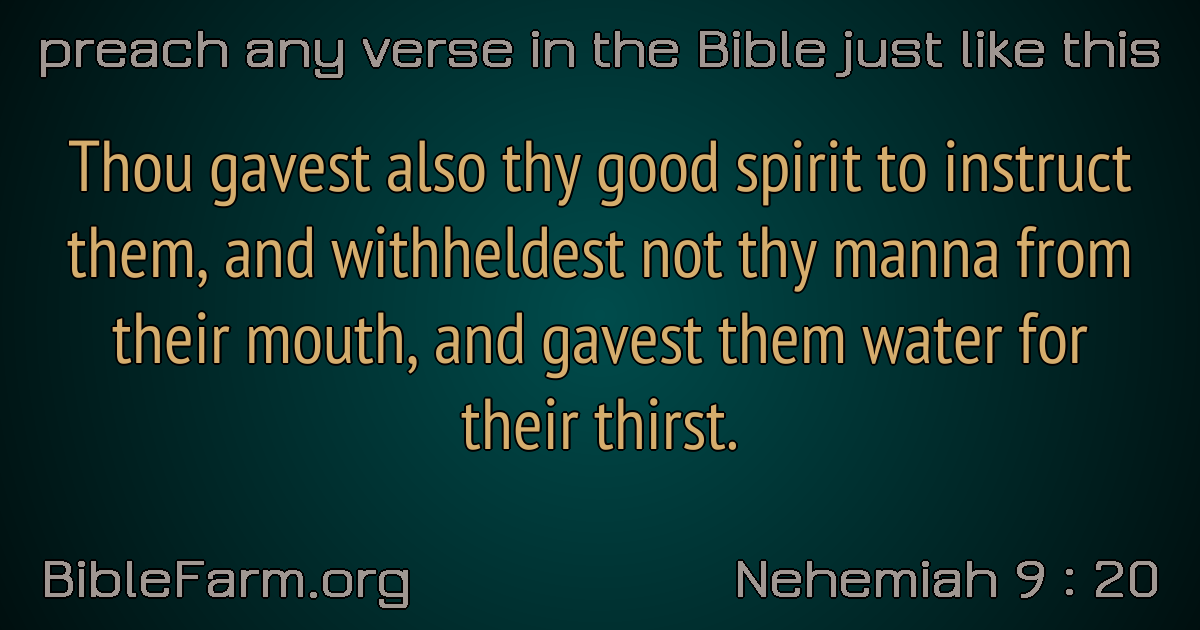 preach any verse in the Bible just like this
Thou gavest also thy good spirit to instruct
them, and withheldest not thy manna from
their mouth, and gavest them water for
their thirst.
BibleFarm.org
Nehemiah 9 : 20